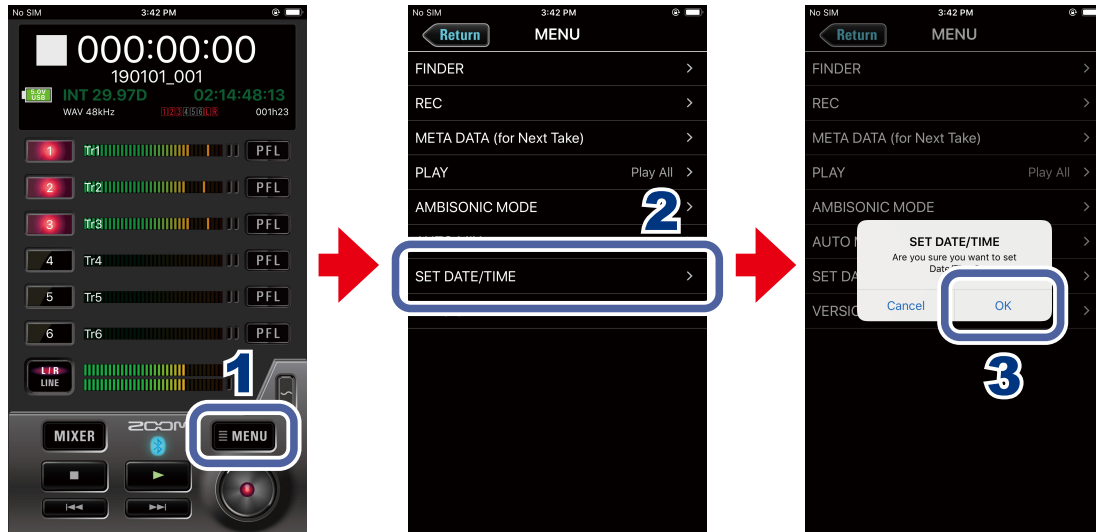 No SIM 3:42 PM
000:00:00
190101_001
5.0V
USB
INT 29.97D 02:14:48:13
WAV 48kHz 1 2 3 4 5 6 L R 001h23
1 Tr1 PFL
2 Tr2 PFL
3 Tr3 PFL
4 Tr4 PFL
5 Tr5 PFL
6 Tr6 PFL
L/R
LINE
1
MIXER ZOOM MENU
No SIM 3:42 PM
Return MENU
FINDER
REC
META DATA (for Next Take)
PLAY Play All
AMBISONIC MODE
2
SET DATE/TIME
No SIM 3:42 PM
Return MENU
FINDER
REC
META DATA (for Next Take)
PLAY Play All
AMBISONIC MODE
AUTO
SET DA
VERSIO
SET DATE/TIME
Are you sure you want to set
Cancel OK
3